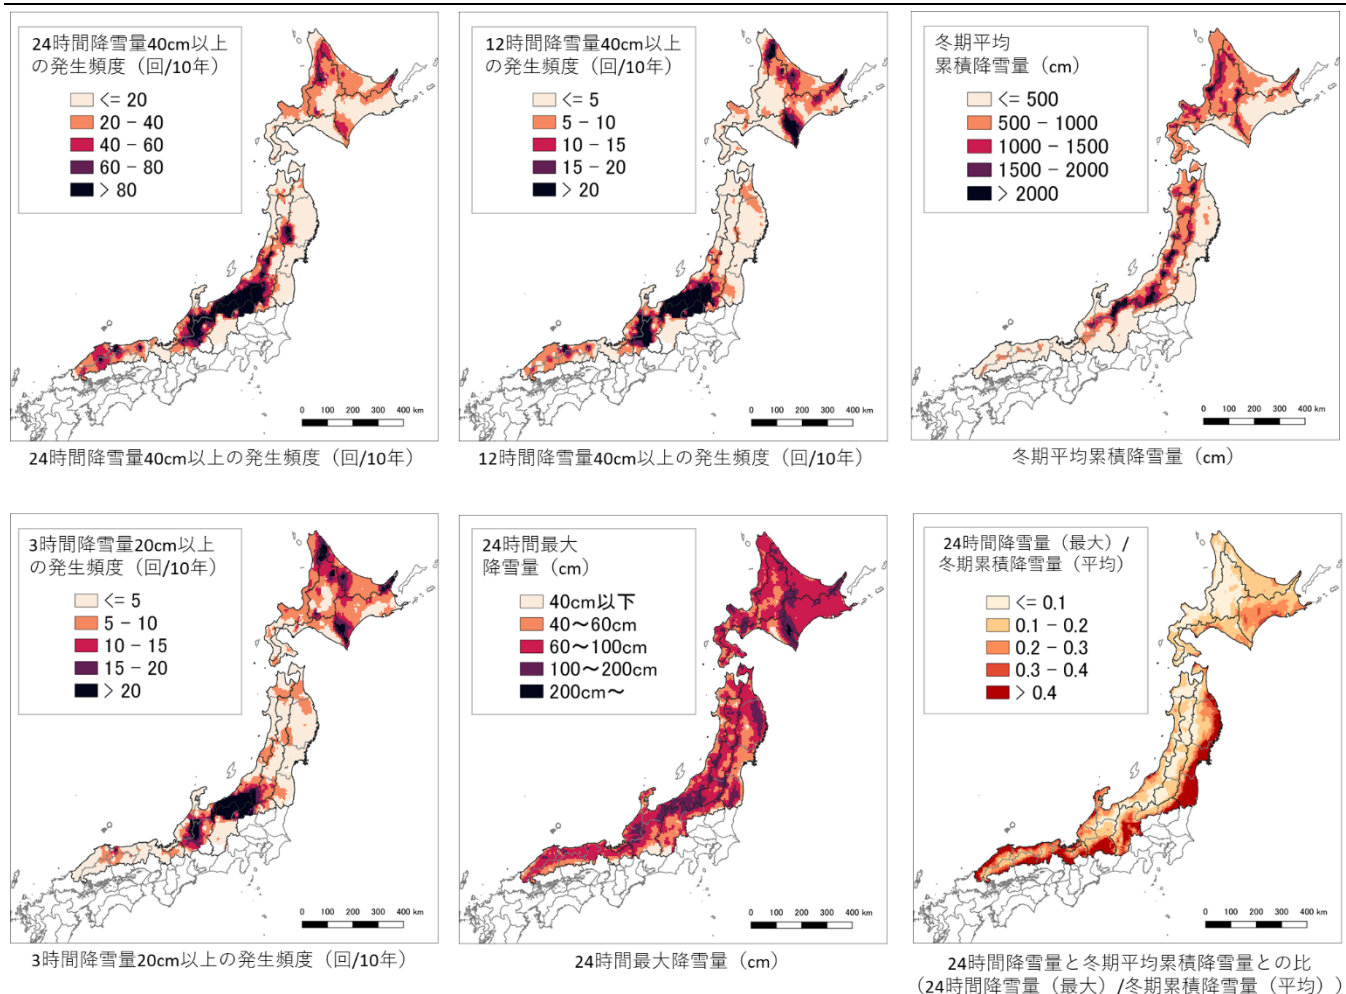 24時間降雪量40cm以上
の発生頻度（回/10年）
<= 20
20 − 40
40 − 60
60 − 80
> 80
0 100 200 300 400 km
24時間降雪量40cm以上の発生頻度（回/10年）
12時間降雪量40cm以上
の発生頻度（回/10年）
<= 5
5 − 10
10 − 15
15 − 20
> 20
0 100 200 300 400 km
12時間降雪量40cm以上の発生頻度（回/10年）
冬期平均
累積降雪量（cm）
<= 500
500 − 1000
1000 − 1500
1500 − 2000
> 2000
0 100 200 300 400 km
冬期平均累積降雪量（cm）
3時間降雪量20cm以上
の発生頻度（回/10年）
<= 5
5 − 10
10 − 15
15 − 20
> 20
0 100 200 300 400 km
3時間降雪量20cm以上の発生頻度（回/10年）
24時間最大
降雪量（cm）
40cm以下
40～60cm
60～100cm
100～200cm
200cm～
0 100 200 300 400 km
24時間最大降雪量（cm）
24時間降雪量（最大）/
冬期累積降雪量（平均）
<= 0.1
0.1 − 0.2
0.2 − 0.3
0.3 − 0.4
> 0.4
0 100 200 300 400 km
24時間降雪量と冬期平均累積降雪量との比
（24時間降雪量（最大）/冬期累積降雪量（平均））